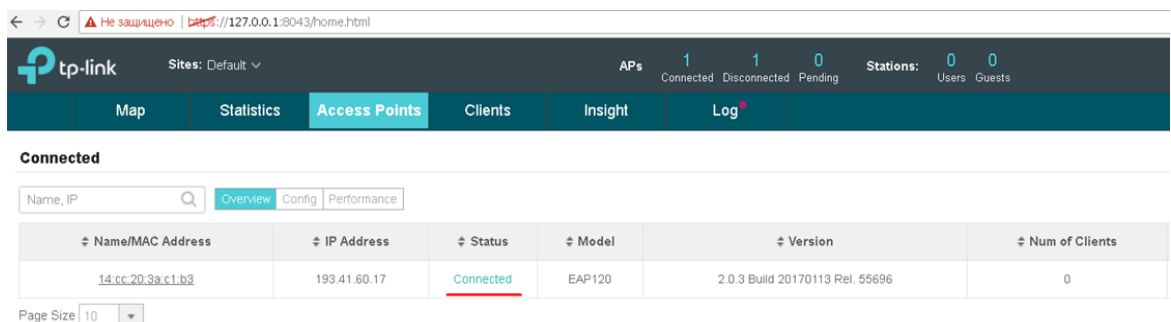 Не защищено | https://127.0.0.1:8043/home.html
tp-link Sites: Default APs 1 1 0 Stations: 0 0
Connected Disconnected Pending Users Guests
Map Statistics Access Points Clients Insight Log
Connected
Name, IP Overview Config Performance
Name/MAC Address IP Address Status Model Version Num of Clients
14:cc:20:3a:c1:b3 193.41.60.17 Connected EAP120 2.0.3 Build 20170113 Rel. 55696 0
Page Size 10